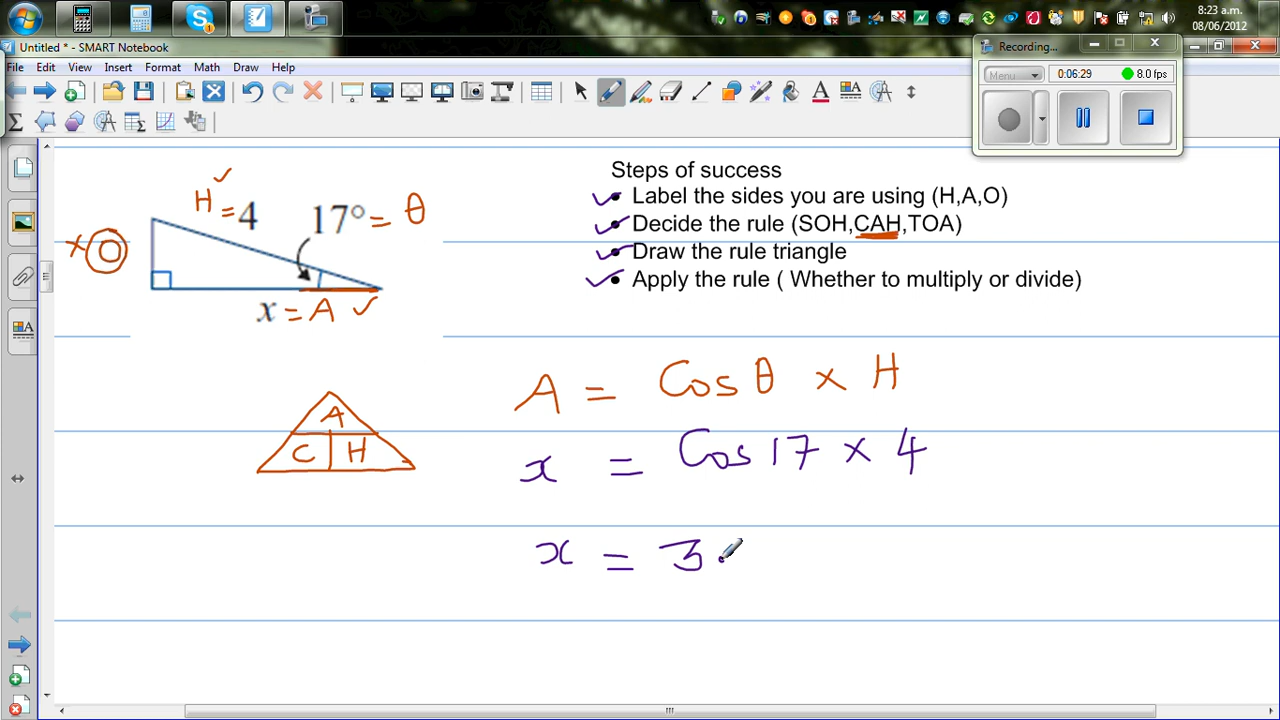 8:23 a.m.
08/06/2012
Untitled * - SMART Notebook
Recording...
File Edit View Insert Format Math Draw Help
Menu 0:06:29 8.0 fps
Steps of success
• Label the sides you are using (H,A,O)
• Decide the rule (SOH,CAH,TOA)
• Draw the rule triangle
• Apply the rule ( Whether to multiply or divide)
H = 4 17° = θ
x O
x = A
A = Cos θ x H
A
C H
x = Cos 17 x 4
x = 3.